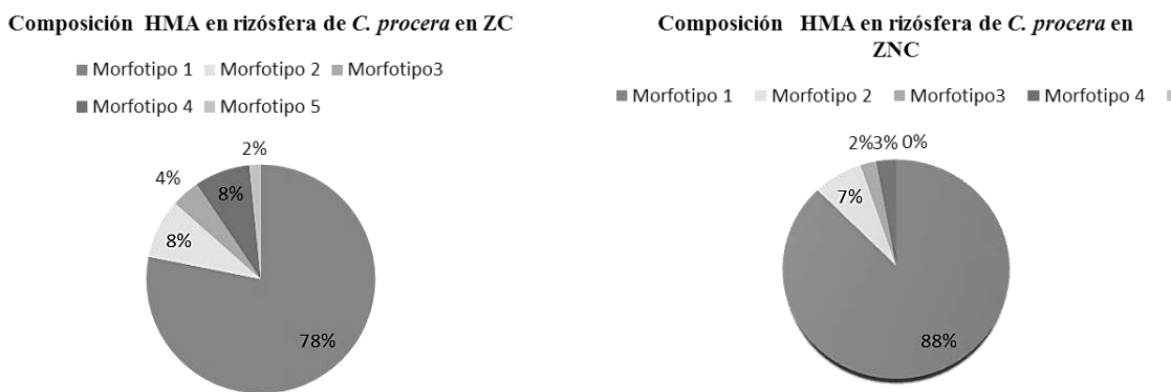 Composición HMA en rizósfera de C. procera en ZC
Morfotipo 1 Morfotipo 2 Morfotipo3
Morfotipo 4 Morfotipo 5
2%
4%
8%
8%
78%
Composición HMA en rizósfera de C. procera en
ZNC
Morfotipo 1 Morfotipo 2 Morfotipo3 Morfotipo 4
2% 3% 0%
7%
88%